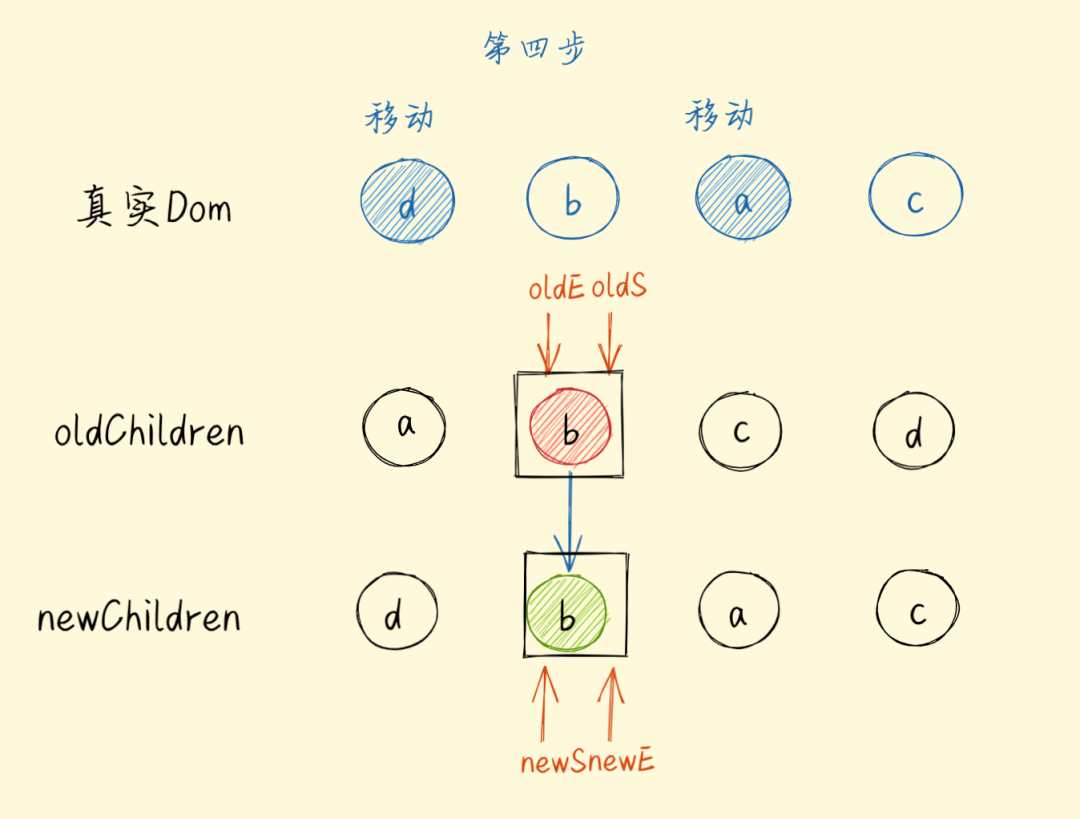 第四步
移动 移动
真实Dom d b a c
oldE oldS
oldChildren a b c d
newChildren d b a c
newSnewE